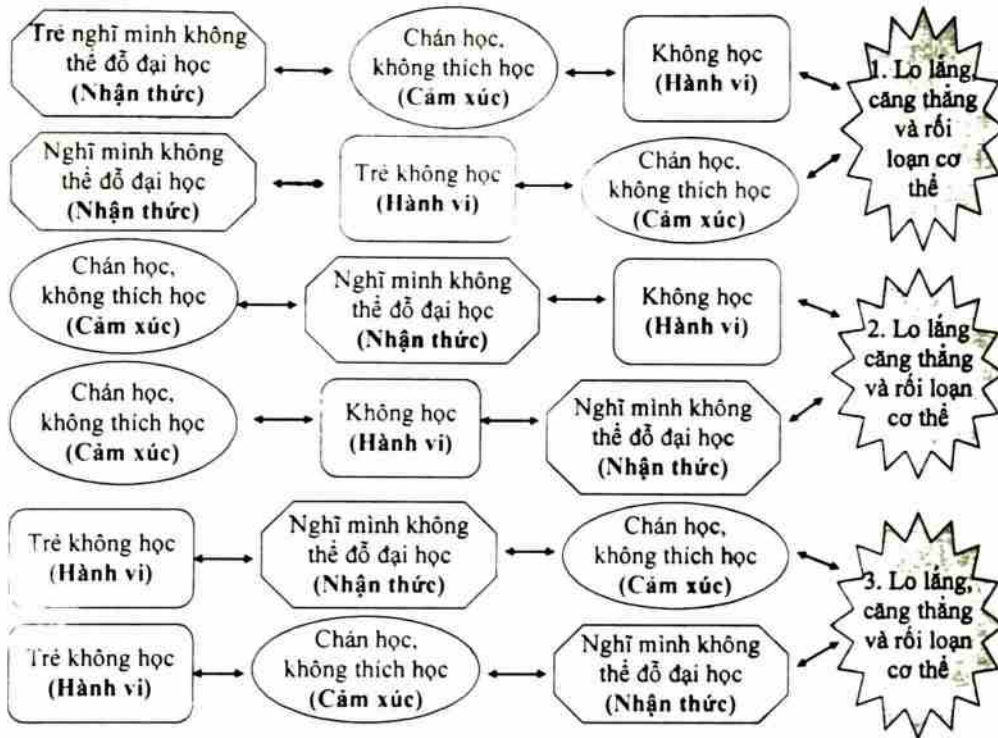 Trẻ nghĩ mình không
thể đỗ đại học
(Nhận thức)
Chán học,
không thích học
(Cảm xúc)
Không học
(Hành vi)
1. Lo lắng,
căng thẳng
và rối
loạn cơ
thể
Nghĩ mình không
thể đỗ đại học
(Nhận thức)
Trẻ không học
(Hành vi)
Chán học,
không thích học
(Cảm xúc)
Chán học,
không thích học
(Cảm xúc)
Nghĩ mình không
thể đỗ đại học
(Nhận thức)
Không học
(Hành vi)
2. Lo lắng
căng thẳng
và rối loạn
cơ thể
Chán học,
không thích học
(Cảm xúc)
Không học
(Hành vi)
Nghĩ mình không
thể đỗ đại học
(Nhận thức)
Trẻ không học
(Hành vi)
Nghĩ mình không
thể đỗ đại học
(Nhận thức)
Chán học,
không thích học
(Cảm xúc)
3. Lo lắng,
căng thẳng
và rối loạn
cơ thể
Trẻ không học
(Hành vi)
Chán học,
không thích học
(Cảm xúc)
Nghĩ mình không
thể đỗ đại học
(Nhận thức)